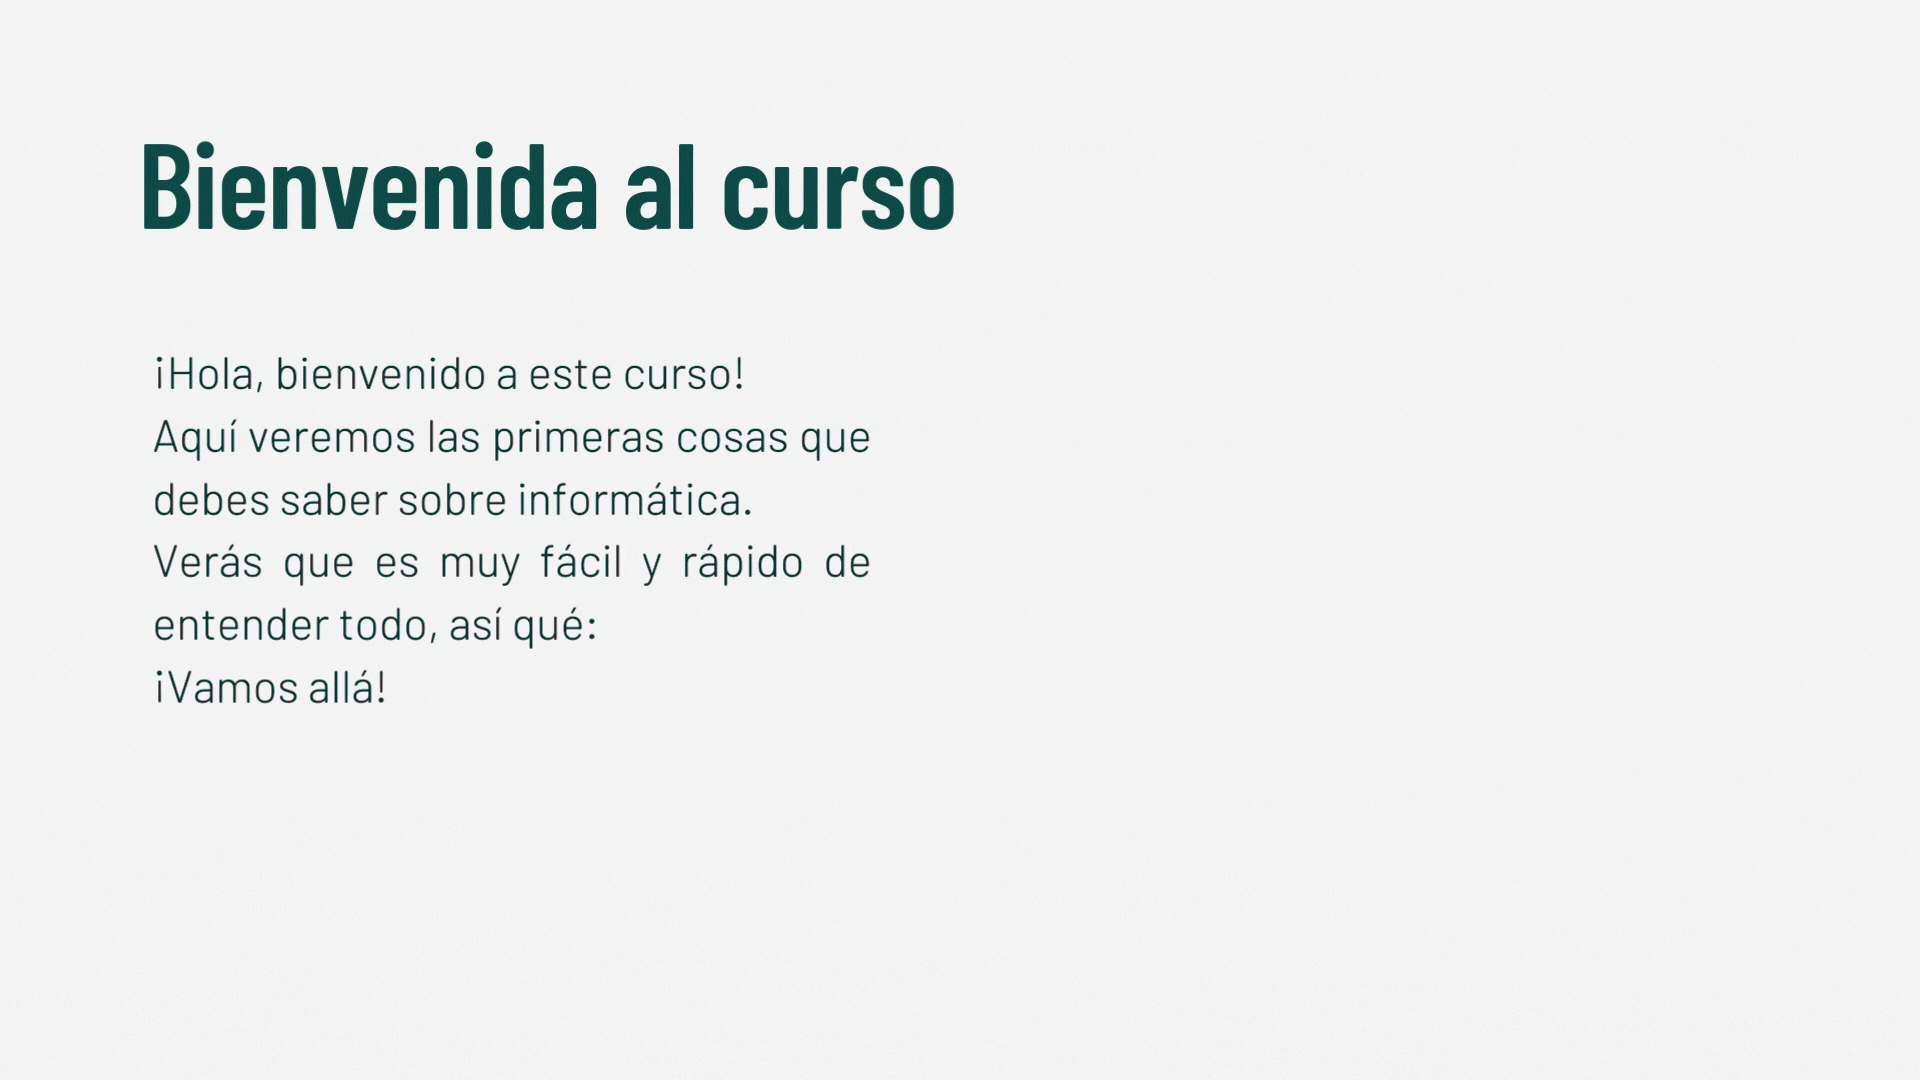 Bienvenida al curso
¡Hola, bienvenido a este curso!
Aquí veremos las primeras cosas que
debes saber sobre informática.
Verás que es muy fácil y rápido de
entender todo, así qué:
¡Vamos allá!